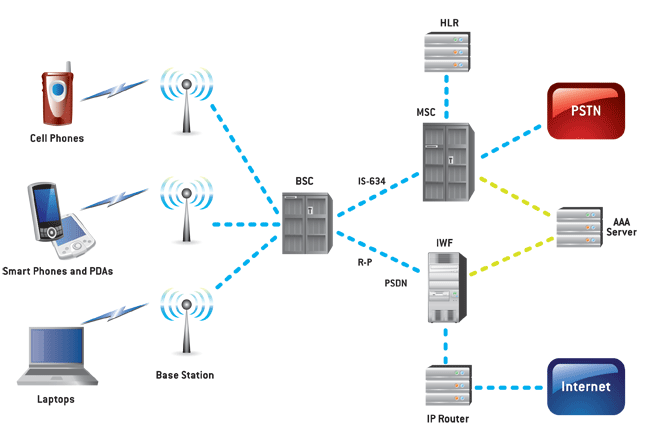 HLR
MSC
PSTN
Cell Phones
BSC
IS-634
AAA
Server
IWF
R-P
PSDN
Smart Phones and PDAs
Base Station
Internet
Laptops
IP Router